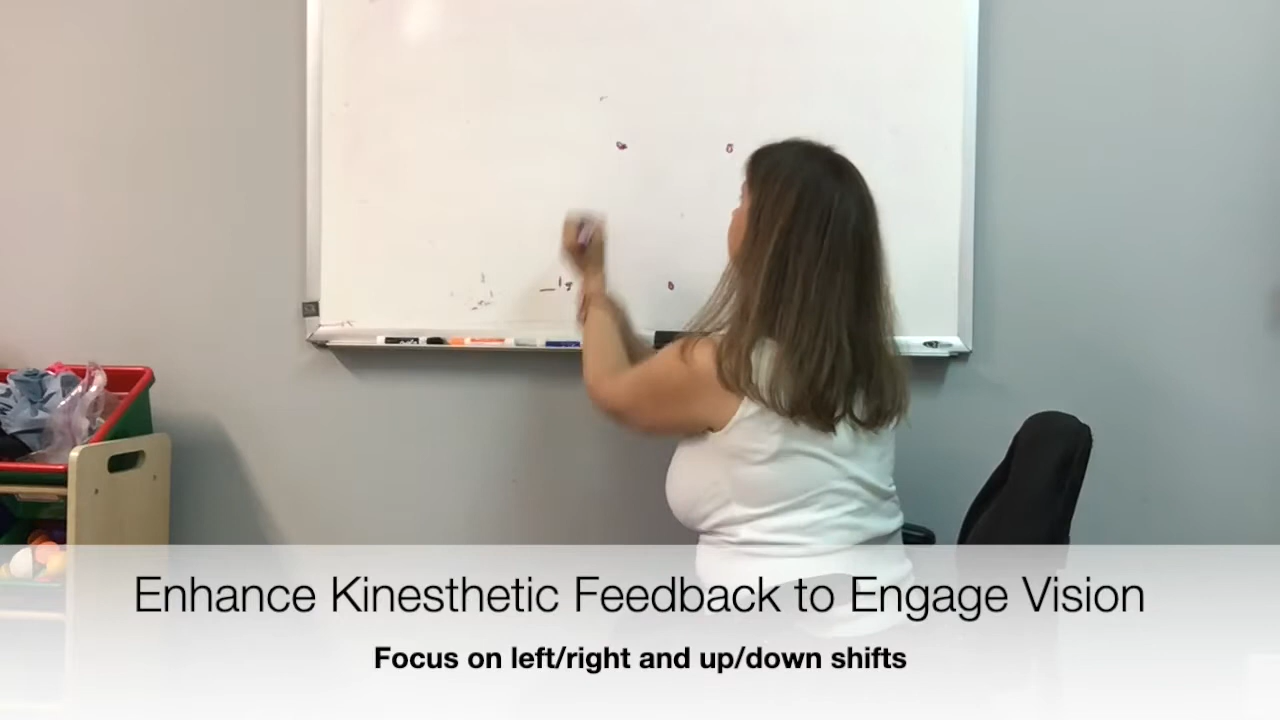 Enhance Kinesthetic Feedback to Engage Vision
Focus on left/right and up/down shifts